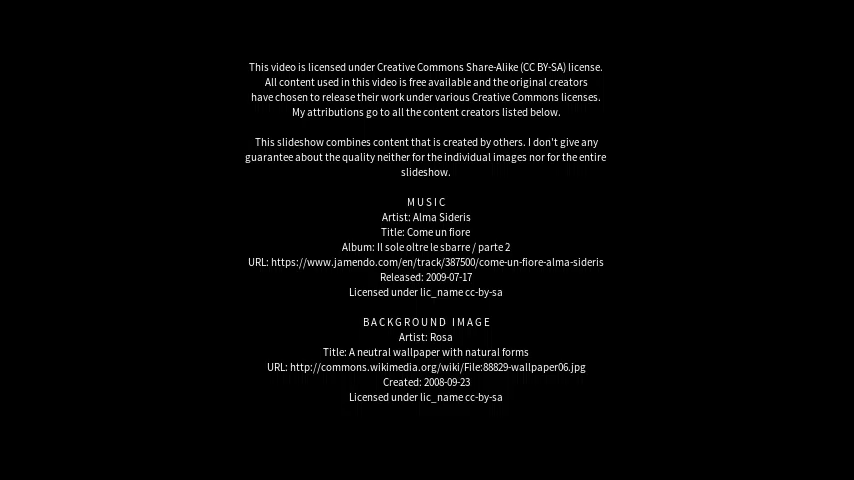 This video is licensed under Creative Commons Share-Alike (CC BY-SA) license.
All content used in this video is free available and the original creators
have chosen to release their work under various Creative Commons licenses.
My attributions go to all the content creators listed below.
This slideshow combines content that is created by others. I don't give any
guarantee about the quality neither for the individual images nor for the entire
slideshow.
MUSIC
Artist: Alma Sideris
Title: Come un fiore
Album: Il sole oltre le sbarre / parte 2
URL: https://www.jamendo.com/en/track/387500/come-un-fiore-alma-sideris
Released: 2009-07-17
Licensed under lic_name cc-by-sa
BACKGROUND IMAGE
Artist: Rosa
Title: A neutral wallpaper with natural forms
URL: http://commons.wikimedia.org/wiki/File:88829-wallpaper06.jpg
Created: 2008-09-23
Licensed under lic_name cc-by-sa